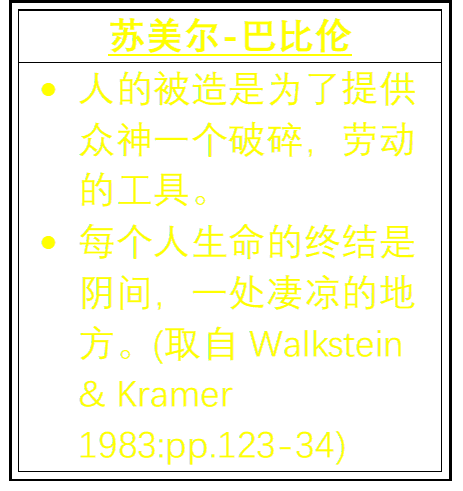 苏美尔-巴比伦
• 人的被造是为了提供
众神一个破碎，劳动
的工具。
• 每个人生命的终结是
阴间，一处凄凉的地
方。(取自 Walkstein
& Kramer
1983:pp.123-34)